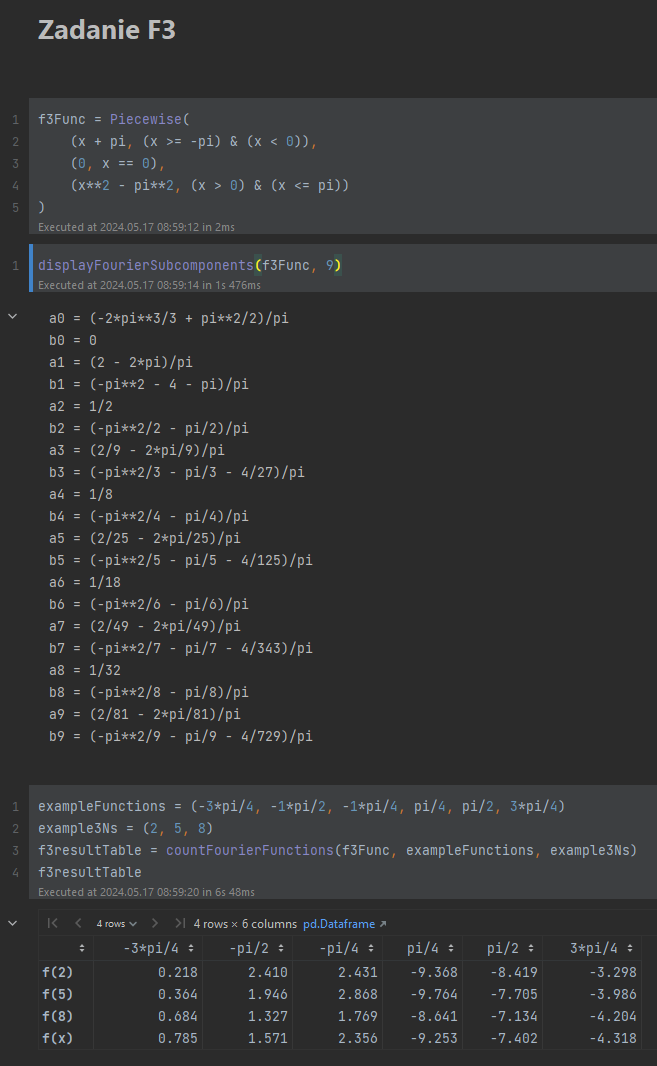 Zadanie F3
1 f3Func = Piecewise(
2     (x + pi, (x >= -pi) & (x < 0)),
3     (0, x == 0),
4     (x**2 - pi**2, (x > 0) & (x <= pi))
5 )
Executed at 2024.05.17 08:59:12 in 2ms
1 displayFourierSubcomponents(f3Func, 9)
Executed at 2024.05.17 08:59:14 in 1s 476ms
a0 = (-2*pi**3/3 + pi**2/2)/pi
b0 = 0
a1 = (2 - 2*pi)/pi
b1 = (-pi**2 - 4 - pi)/pi
a2 = 1/2
b2 = (-pi**2/2 - pi/2)/pi
a3 = (2/9 - 2*pi/9)/pi
b3 = (-pi**2/3 - pi/3 - 4/27)/pi
a4 = 1/8
b4 = (-pi**2/4 - pi/4)/pi
a5 = (2/25 - 2*pi/25)/pi
b5 = (-pi**2/5 - pi/5 - 4/125)/pi
a6 = 1/18
b6 = (-pi**2/6 - pi/6)/pi
a7 = (2/49 - 2*pi/49)/pi
b7 = (-pi**2/7 - pi/7 - 4/343)/pi
a8 = 1/32
b8 = (-pi**2/8 - pi/8)/pi
a9 = (2/81 - 2*pi/81)/pi
b9 = (-pi**2/9 - pi/9 - 4/729)/pi
1 exampleFunctions = (-3*pi/4, -1*pi/2, -1*pi/4, pi/4, pi/2, 3*pi/4)
2 example3Ns = (2, 5, 8)
3 f3resultTable = countFourierFunctions(f3Func, exampleFunctions, example3Ns)
4 f3resultTable
Executed at 2024.05.17 08:59:20 in 6s 48ms
4 rows 4 rows × 6 columns pd.Dataframe
-3*pi/4 -pi/2 -pi/4 pi/4 pi/2 3*pi/4
f(2) 0.218 2.410 2.431 -9.368 -8.419 -3.298
f(5) 0.364 1.946 2.868 -9.764 -7.705 -3.986
f(8) 0.684 1.327 1.769 -8.641 -7.134 -4.204
f(x) 0.785 1.571 2.356 -9.253 -7.402 -4.318